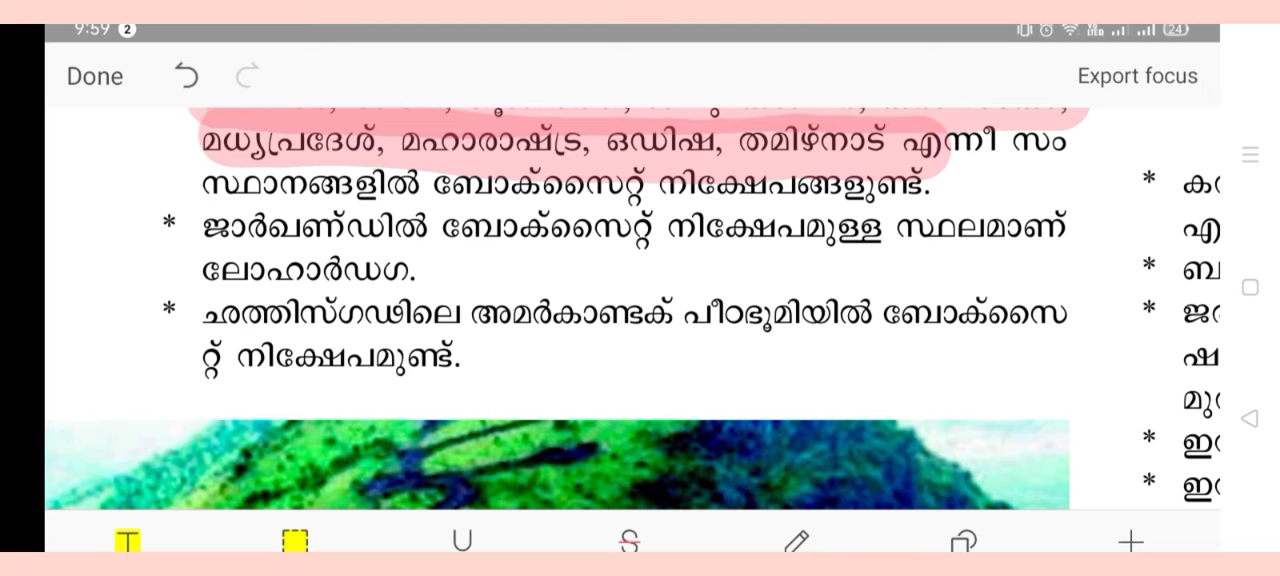 9:59 2
24
Done
Export focus
മധ്യപ്രദേശ്, മഹാരാഷ്ട്ര, ഒഡിഷ, തമിഴ്നാട് എന്നീ സം
സ്ഥാനങ്ങളിൽ ബോക്സൈറ്റ് നിക്ഷേപങ്ങളുണ്ട്.
* ജാർഖണ്ഡിൽ ബോക്സൈറ്റ് നിക്ഷേപമുള്ള സ്ഥലമാണ്
ലോഹാർഡഗ.
* ഛത്തിസ്ഗഢിലെ അമർകാണ്ടക് പീഠഭൂമിയിൽ ബോക്സൈ
റ്റ് നിക്ഷേപമുണ്ട്.
*
എ
*
*
*
*